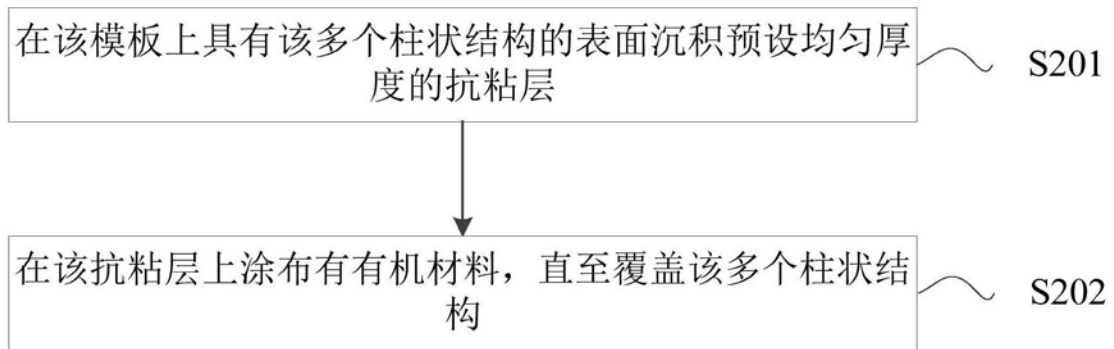 在该模板上具有该多个柱状结构的表面沉积预设均匀厚
度的抗粘层
S201
在该抗粘层上涂布有有机材料，直至覆盖该多个柱状结
构
S202